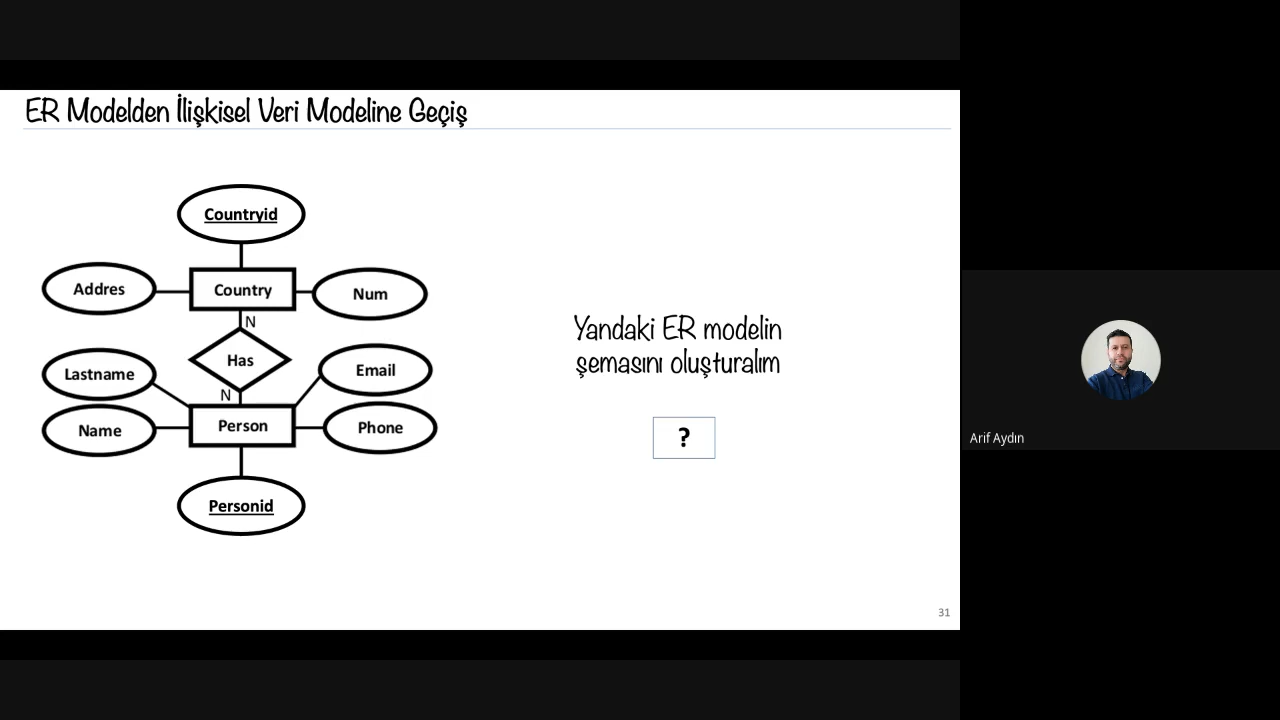 ER Modelden İlişkisel Veri Modeline Geçiş
Countryid
Addres
Country
Num
N
Has
Lastname
Email
N
Name
Person
Phone
Personid
Yandaki ER modelin
şemasını oluşturalım
?
31
Arif Aydın